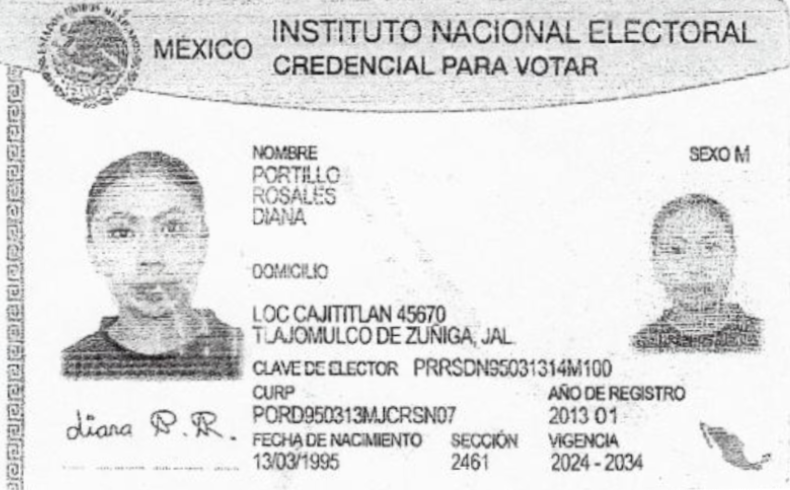 MÉXICO
INSTITUTO NACIONAL ELECTORAL
CREDENCIAL PARA VOTAR
NOMBRE
PORTILLO
ROSALES
DIANA
SEXO M
DOMICILIO
LOC CAJITITLAN 45670
TLAJOMULCO DE ZUÑIGA, JAL.
CLAVE DE ELECTOR PRRSDN95031314M100
CURP
PORD950313MJCRSN07
AÑO DE REGISTRO
2013 01
FECHA DE NACIMIENTO
13/03/1995
SECCIÓN
2461
VIGENCIA
2024 - 2034
diana P. R.